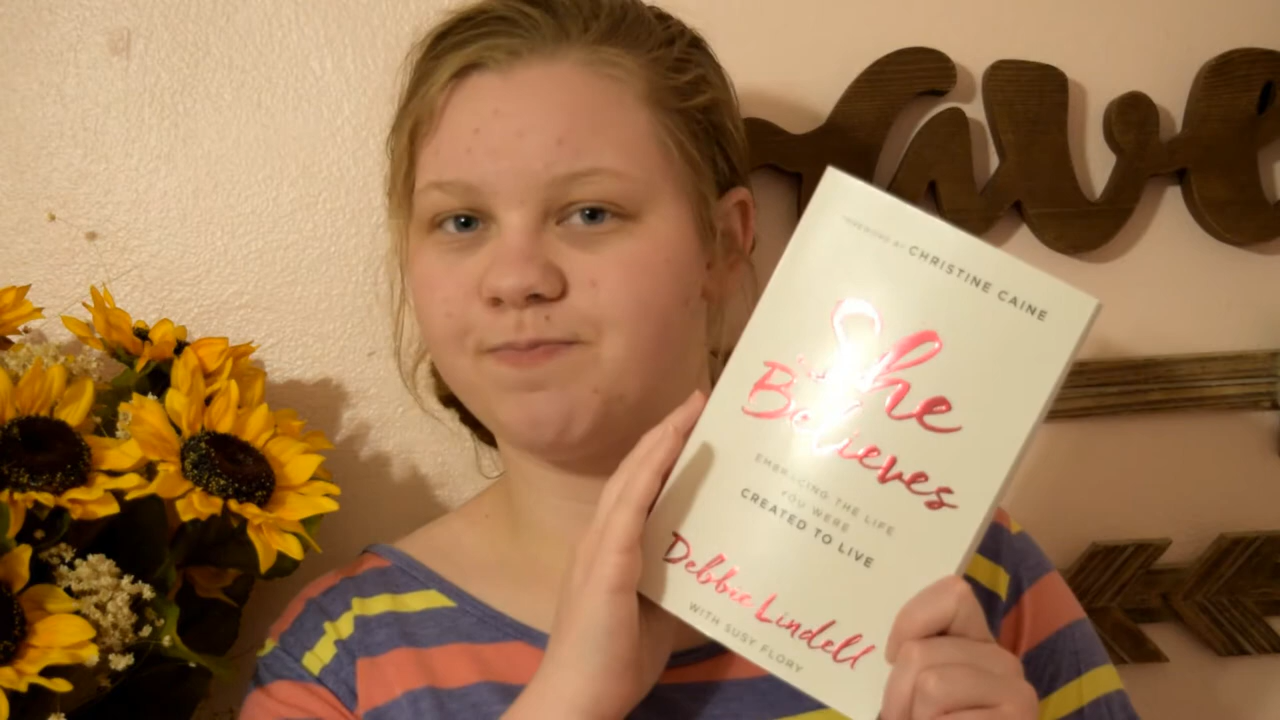 FOREWORD BY CHRISTINE CAINE
She
Believes
EMBRACING THE LIFE
YOU WERE
CREATED TO LIVE
Debbie Lindell
WITH SUSY FLORY